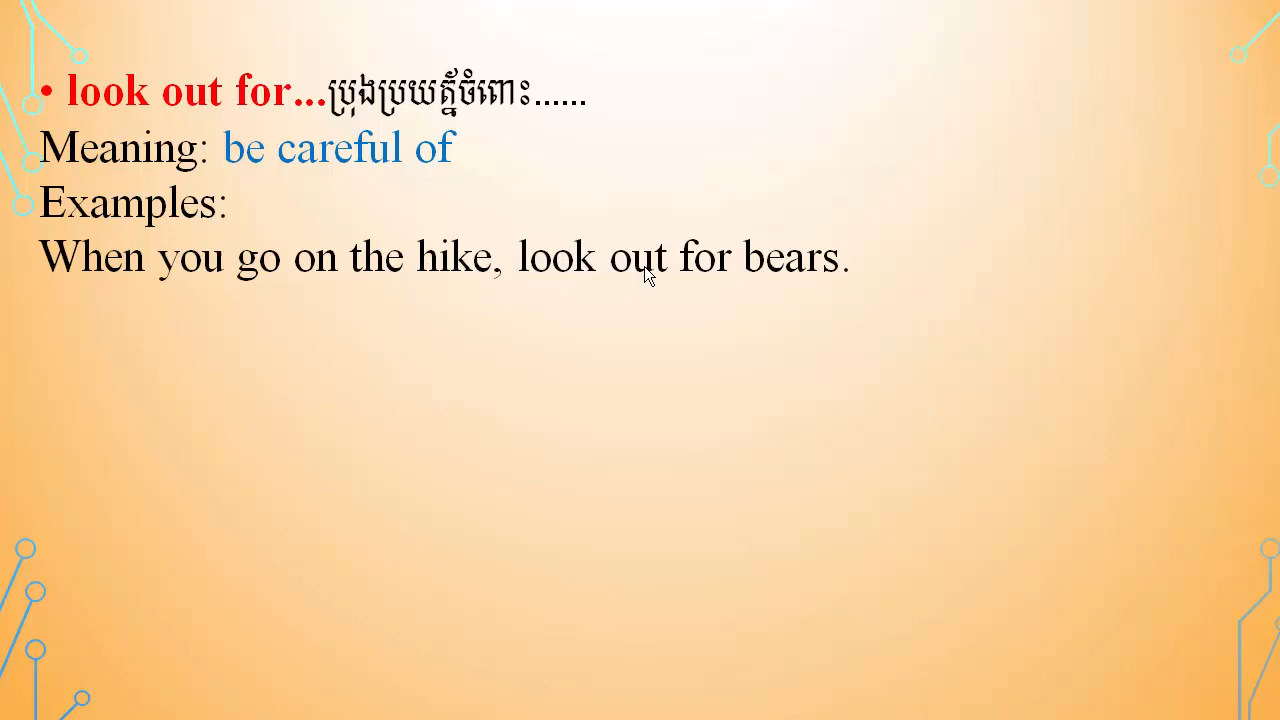 • look out for...ប្រុងប្រយត្ន័ចំពោះ......
Meaning: be careful of
Examples:
When you go on the hike, look out for bears.